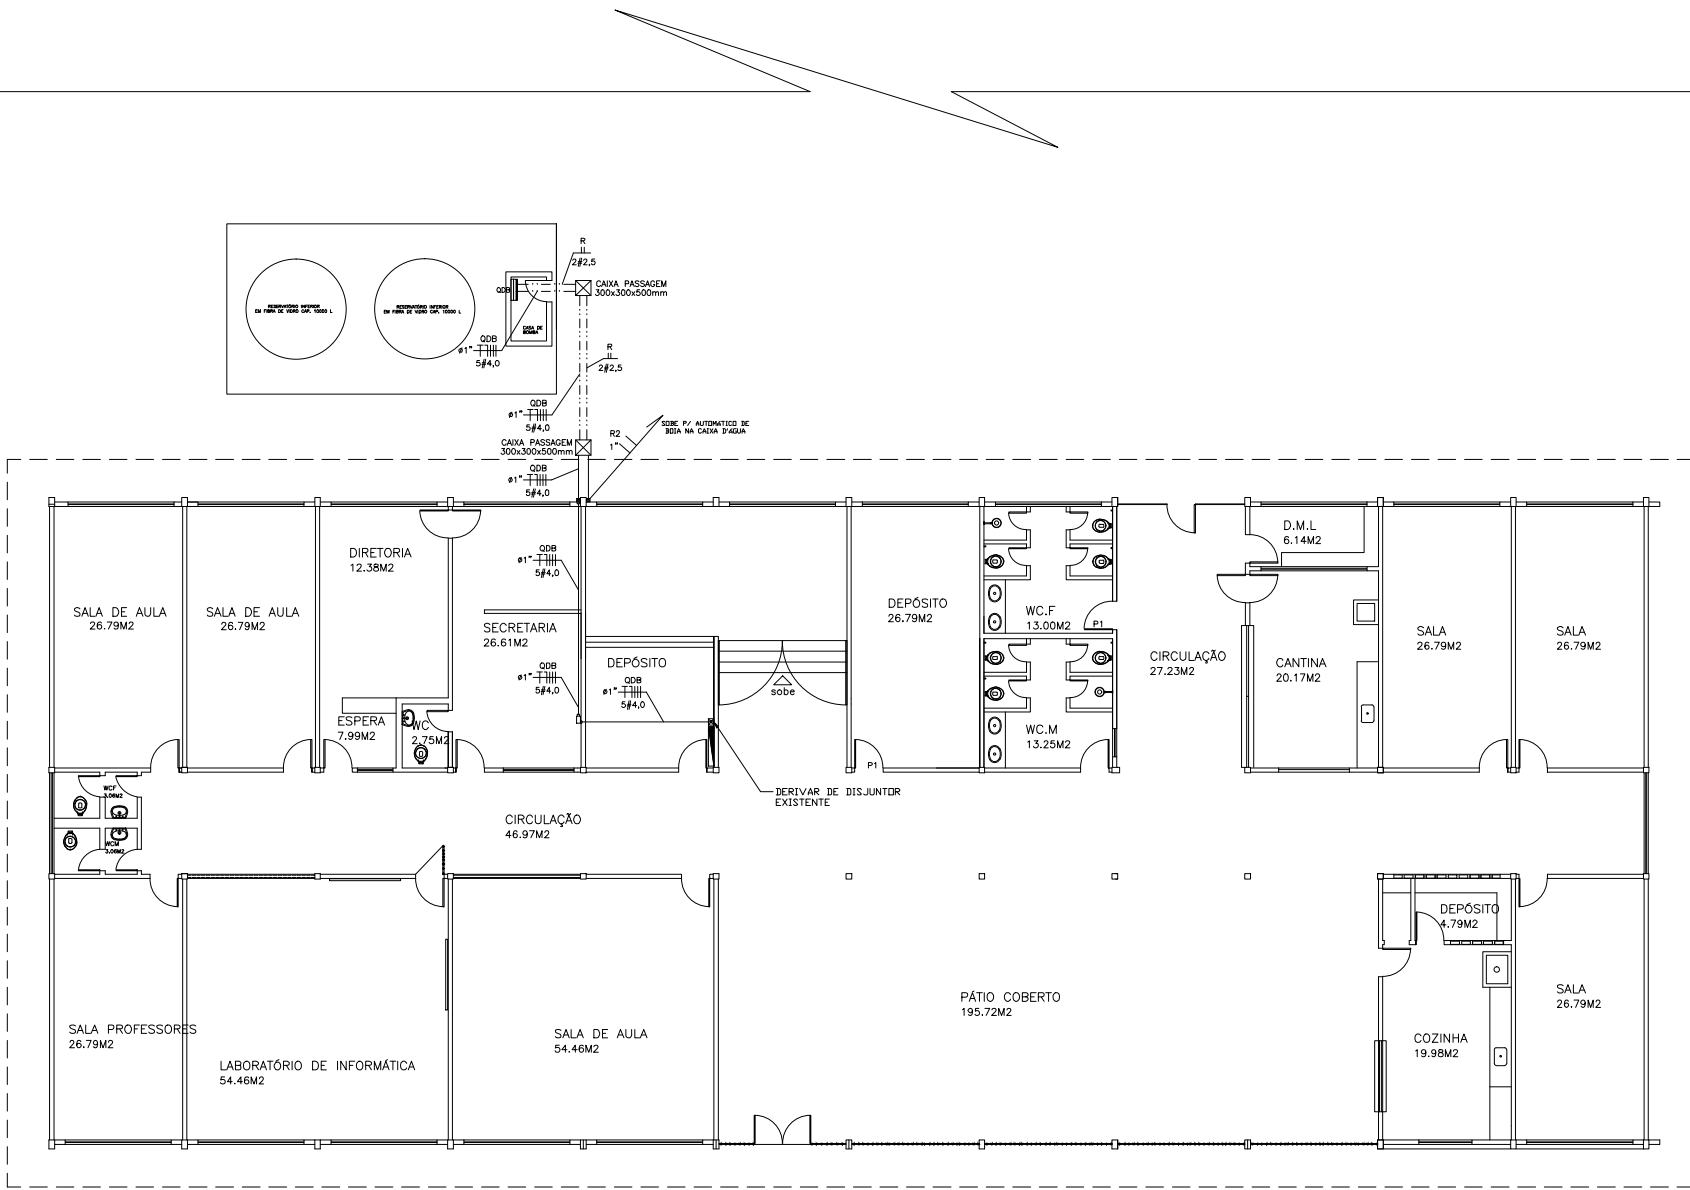 R
2#2,5
CAIXA PASSAGEM
300x300x500mm
QDB
RESERVATÓRIO INFERIOR
EM FIBRA DE VIDRO CAP. 10000 L
RESERVATÓRIO INFERIOR
EM FIBRA DE VIDRO CAP. 10000 L
CASA DE
BOMBA
QDB
ø1"
5#4,0
R
2#2,5
QDB
ø1"
5#4,0
SOBE P/ AUTOMATICO DE
BOIA NA CAIXA D'AGUA
R2
1"
CAIXA PASSAGEM
300x300x500mm
QDB
ø1"
5#4,0
DIRETORIA
12.38M2
QDB
ø1"
5#4,0
D.M.L
6.14M2
SALA DE AULA
26.79M2
SALA DE AULA
26.79M2
SECRETARIA
26.61M2
DEPÓSITO
26.79M2
WC.F
13.00M2
P1
CIRCULAÇÃO
27.23M2
CANTINA
20.17M2
SALA
26.79M2
SALA
26.79M2
QDB
ø1"
5#4,0
DEPÓSITO
QDB
ø1"
5#4,0
sobe
ESPERA
7.99M2
WC
2.75M2
WC.M
13.25M2
P1
WCF
3.06M2
DERIVAR DE DISJUNTOR
EXISTENTE
CIRCULAÇÃO
46.97M2
WCM
3.06M2
DEPÓSITO
4.79M2
SALA PROFESSORES
26.79M2
LABORATÓRIO DE INFORMÁTICA
54.46M2
SALA DE AULA
54.46M2
PÁTIO COBERTO
195.72M2
COZINHA
19.98M2
SALA
26.79M2